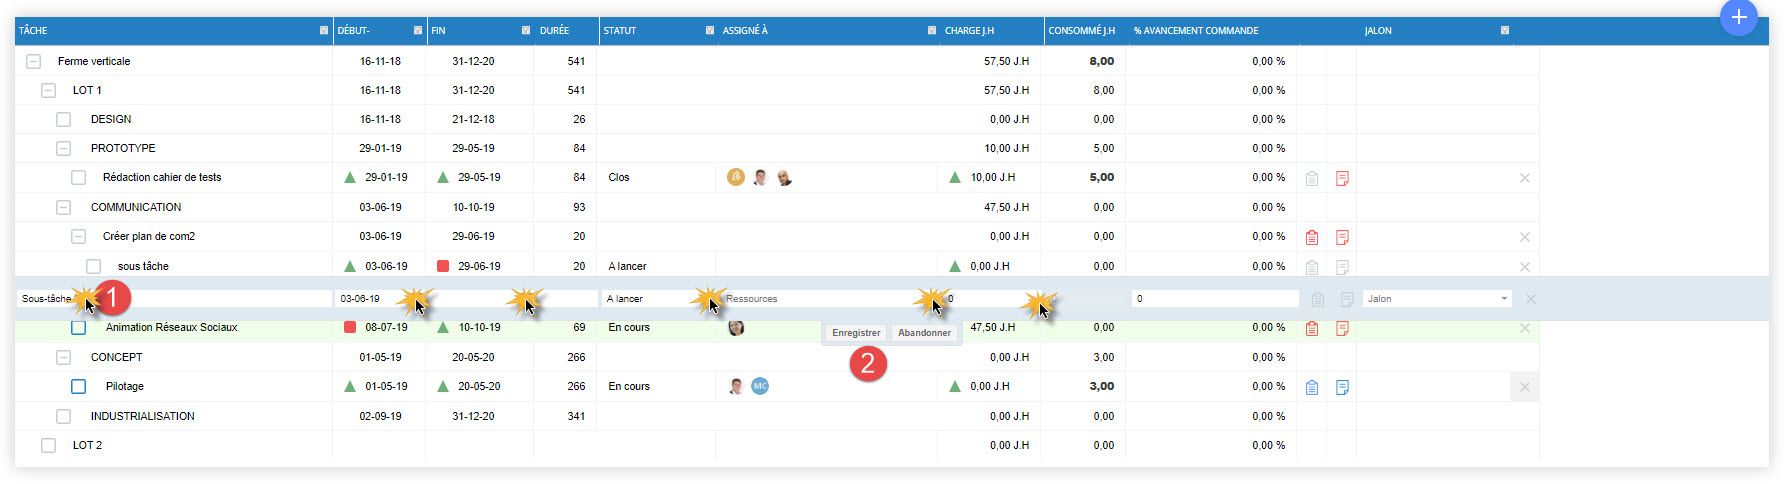 TÂCHE DÉBUT- FIN DURÉE STATUT ASSIGNÉ À CHARGE J.H CONSOMMÉ J.H % AVANCEMENT COMMANDE JALON
Ferme verticale 16-11-18 31-12-20 541 57,50 J.H 8,00 0,00 %
LOT 1 16-11-18 31-12-20 541 57,50 J.H 8,00 0,00 %
DESIGN 16-11-18 21-12-18 26 0,00 J.H 0,00 0,00 %
PROTOTYPE 29-01-19 29-05-19 84 10,00 J.H 5,00 0,00 %
Rédaction cahier de tests 29-01-19 29-05-19 84 Clos 10,00 J.H 5,00 0,00 %
COMMUNICATION 03-06-19 10-10-19 93 47,50 J.H 0,00 0,00 %
Créer plan de com2 03-06-19 29-06-19 20 0,00 J.H 0,00 0,00 %
sous tâche 03-06-19 29-06-19 20 A lancer 0,00 J.H 0,00 0,00 %
Sous-tâche 1 03-06-19 A lancer Ressources 0 0 Jalon
Animation Réseaux Sociaux 08-07-19 10-10-19 69 En cours 47,50 J.H 0,00 0,00 %
Enregistrer Abandonner
2
CONCEPT 01-05-19 20-05-20 266 0,00 J.H 3,00 0,00 %
Pilotage 01-05-19 20-05-20 266 En cours MC 0,00 J.H 3,00 0,00 %
INDUSTRIALISATION 02-09-19 31-12-20 341 0,00 J.H 0,00 0,00 %
LOT 2 0,00 J.H 0,00 0,00 %